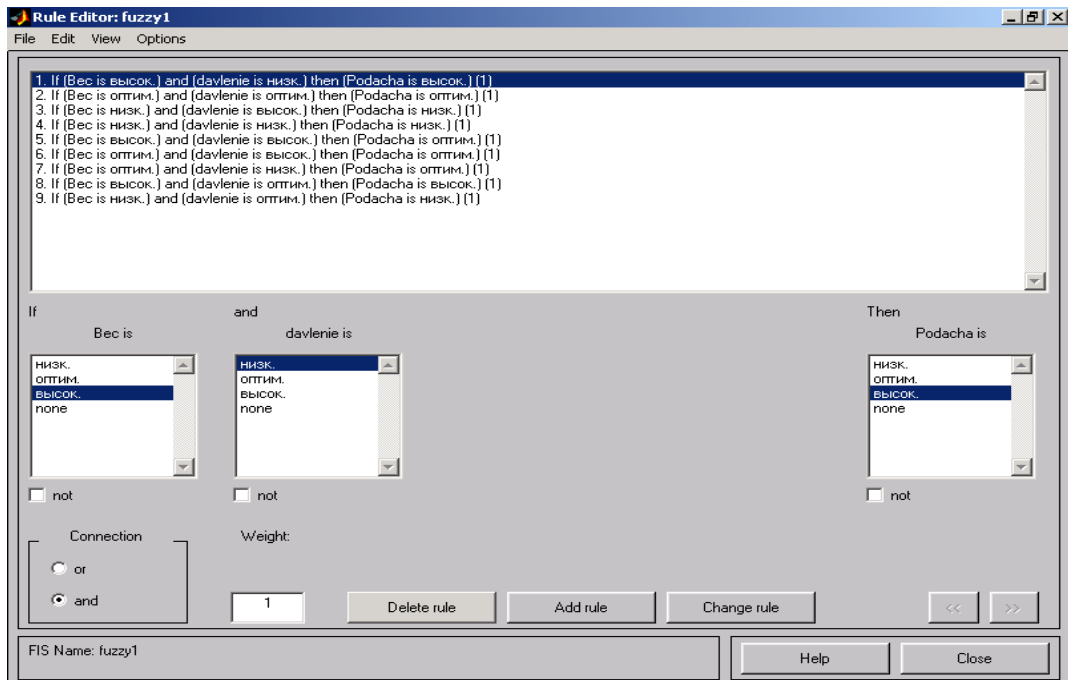 Rule Editor: fuzzy1
File Edit View Options
1. If (Вес is высок.) and (davlenie is низк.) then (Podacha is высок.) (1)
2. If (Вес is оптим.) and (davlenie is оптим.) then (Podacha is оптим.) (1)
3. If (Вес is низк.) and (davlenie is высок.) then (Podacha is низк.) (1)
4. If (Вес is низк.) and (davlenie is низк.) then (Podacha is низк.) (1)
5. If (Вес is высок.) and (davlenie is высок.) then (Podacha is оптим.) (1)
6. If (Вес is оптим.) and (davlenie is высок.) then (Podacha is оптим.) (1)
7. If (Вес is оптим.) and (davlenie is низк.) then (Podacha is оптим.) (1)
8. If (Вес is высок.) and (davlenie is оптим.) then (Podacha is высок.) (1)
9. If (Вес is низк.) and (davlenie is оптим.) then (Podacha is низк.) (1)
If and Then
Вес is davlenie is Podacha is
низк. низк. низк.
оптим. оптим. оптим.
высок. высок. высок.
none none none
not not not
Connection Weight:
or
and 1 Delete rule Add rule Change rule << >>
FIS Name: fuzzy1 Help Close